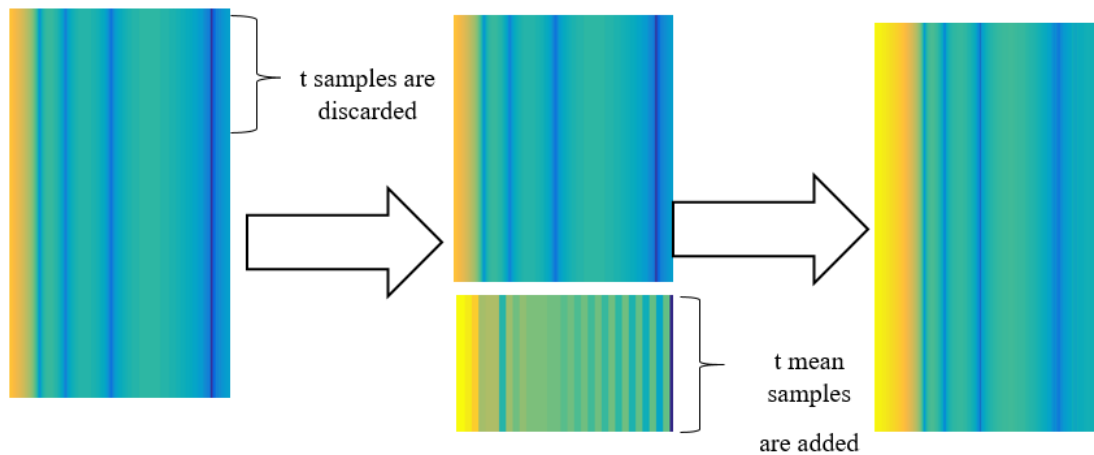 t samples are
discarded
t mean
samples
are added